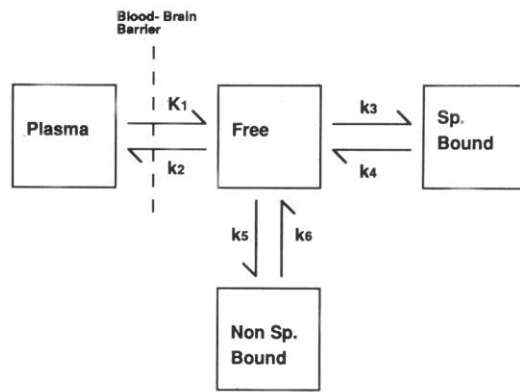 Blood- Brain
Barrier
K1
k3
Plasma
Free
Sp.
Bound
k2
k4
k5
k6
Non Sp.
Bound